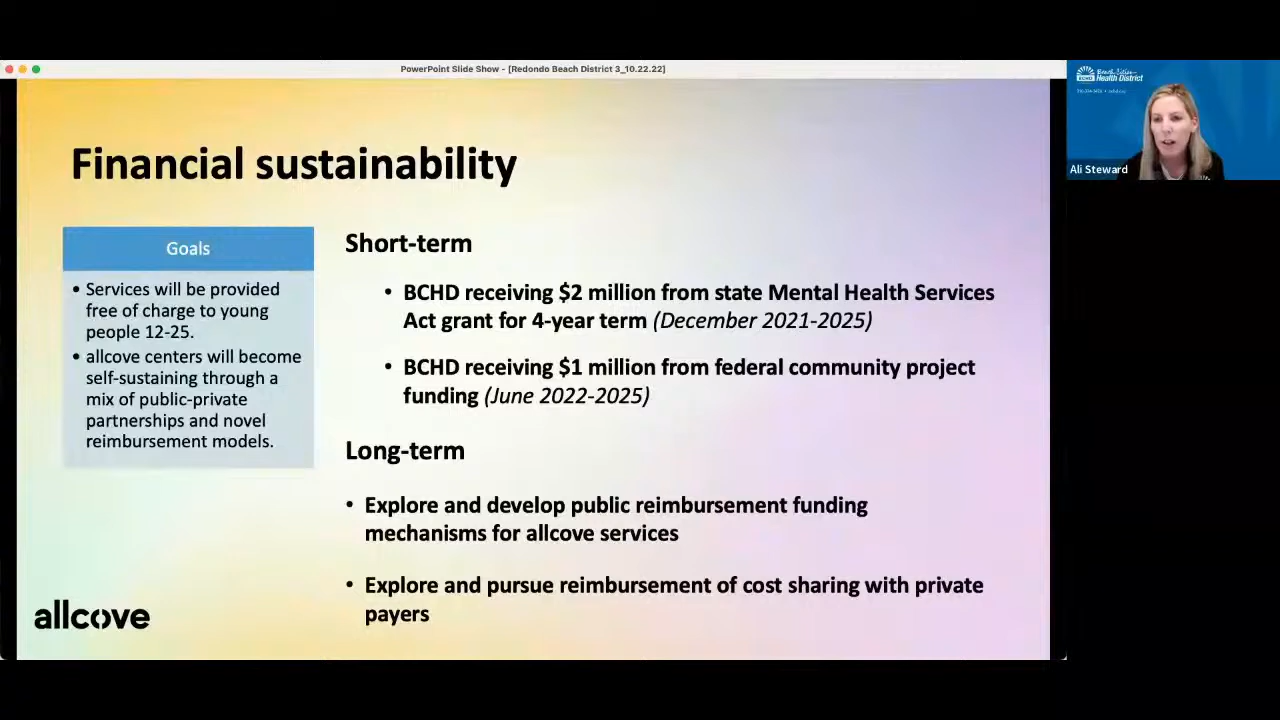 PowerPoint Slide Show - [Redondo Beach District 3_10.22.22]
Financial sustainability
Goals
• Services will be provided
free of charge to young
people 12-25.
• allcove centers will become
self-sustaining through a
mix of public-private
partnerships and novel
reimbursement models.
Short-term
• BCHD receiving $2 million from state Mental Health Services
Act grant for 4-year term (December 2021-2025)
• BCHD receiving $1 million from federal community project
funding (June 2022-2025)
Long-term
• Explore and develop public reimbursement funding
mechanisms for allcove services
• Explore and pursue reimbursement of cost sharing with private
payers
allcove
Beach Cities
Health District
BCHD
Ali Steward